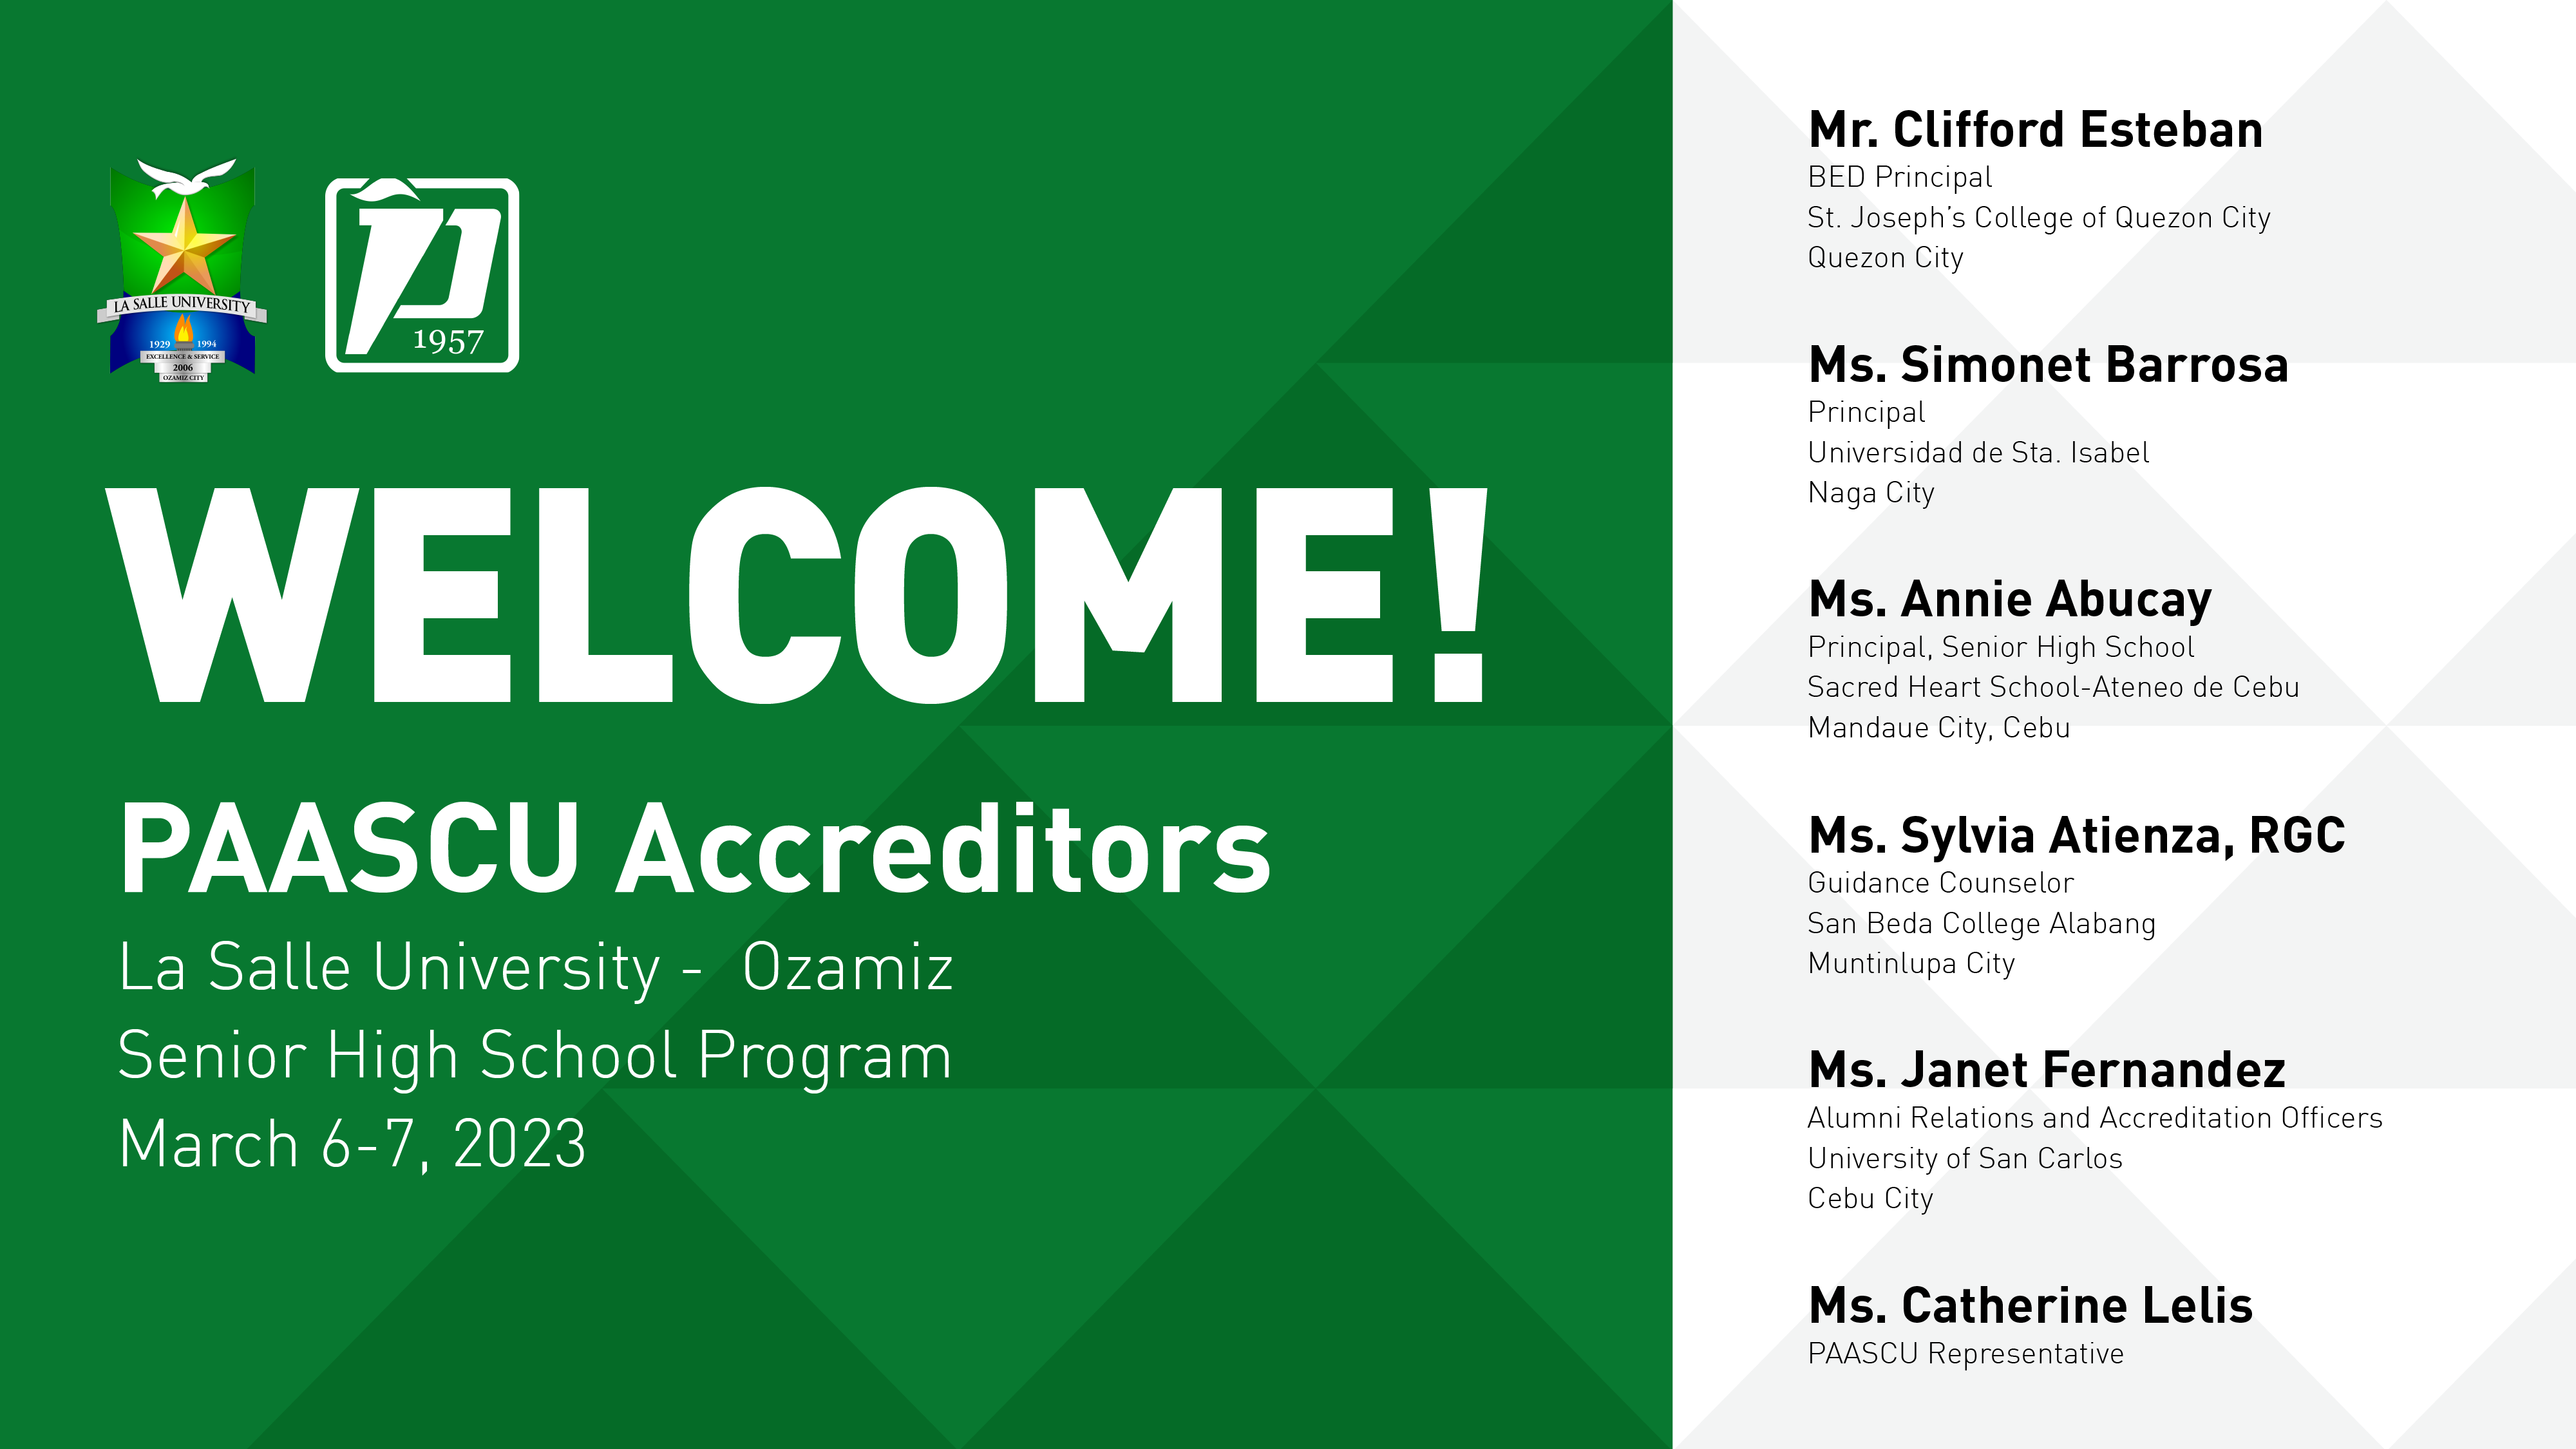 LA SALLE UNIVERSITY
1929 1994
EXCELLENCE & SERVICE
2006
OZAMIZ CITY
1957
WELCOME!
PAASCU Accreditors
La Salle University - Ozamiz
Senior High School Program
March 6-7, 2023
Mr. Clifford Esteban
BED Principal
St. Joseph’s College of Quezon City
Quezon City
Ms. Simonet Barrosa
Principal
Universidad de Sta. Isabel
Naga City
Ms. Annie Abucay
Principal, Senior High School
Sacred Heart School-Ateneo de Cebu
Mandaue City, Cebu
Ms. Sylvia Atienza, RGC
Guidance Counselor
San Beda College Alabang
Muntinlupa City
Ms. Janet Fernandez
Alumni Relations and Accreditation Officers
University of San Carlos
Cebu City
Ms. Catherine Lelis
PAASCU Representative